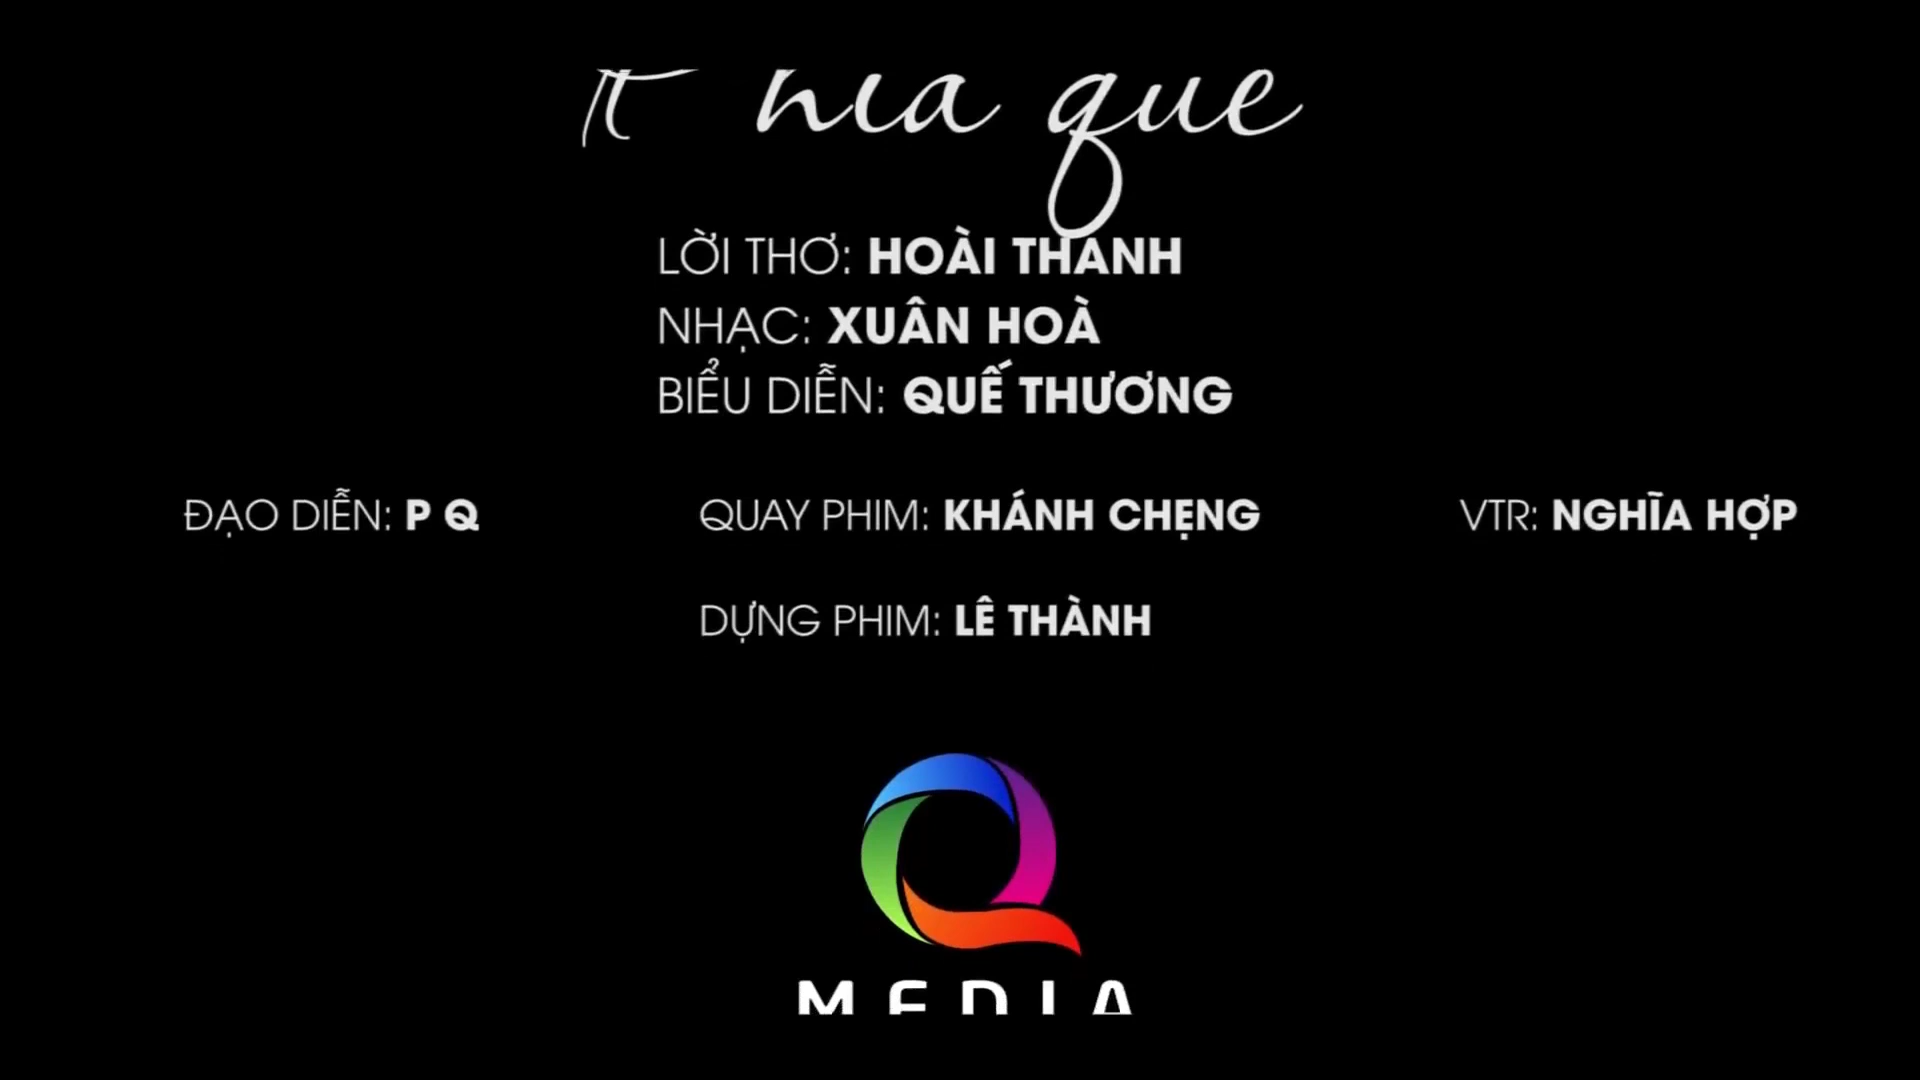 LỜI THƠ: HOÀI THANH
NHẠC: XUÂN HOÀ
BIỂU DIỄN: QUẾ THƯƠNG
ĐẠO DIỄN: P Q
QUAY PHIM: KHÁNH CHẸNG
VTR: NGHĨA HỢP
DỰNG PHIM: LÊ THÀNH
MEDIA